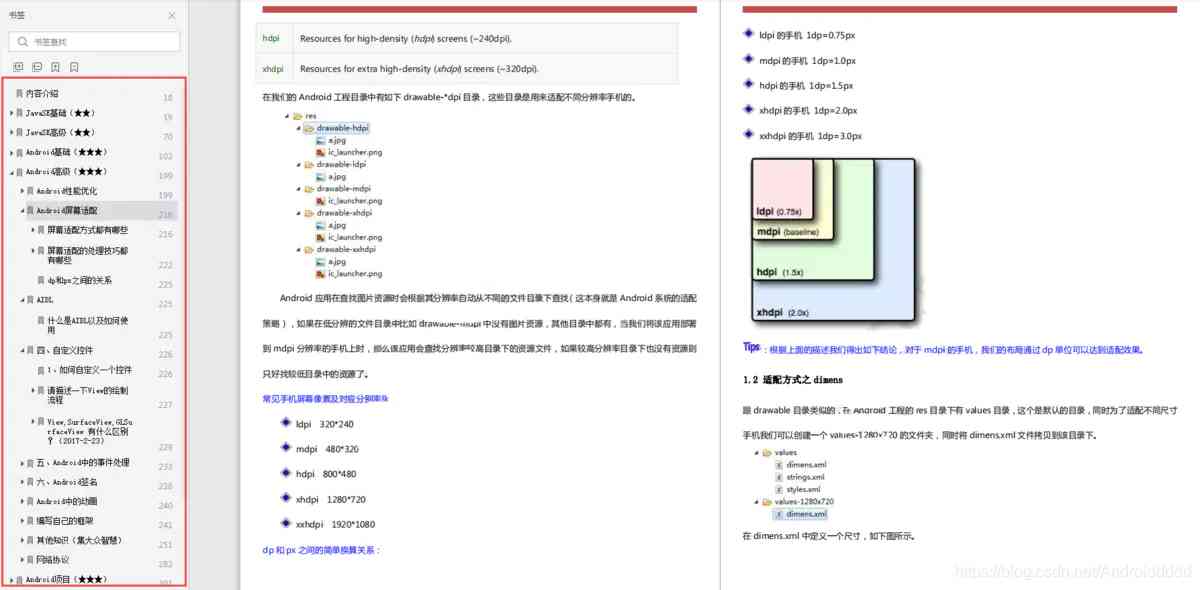 书签
书签查找
内容介绍 18
JavaSE基础（★★） 19
JavaSE高级（★★） 70
Android基础（★★★） 102
Android高级（★★★） 199
Android性能优化 199
Android屏幕适配 216
屏幕适配方式都有哪些 216
屏幕适配的处理技巧都
有哪些 222
dp和px之间的关系 225
AIDL 225
什么是AIDL以及如何使
用 225
四、自定义控件 226
1、如何自定义一个控件 226
请描述一下View的绘制
流程 227
View,SurfaceView,GLSu
rfaceView 有什么区别
？（2017-2-23） 228
五、Android中的事件处理 233
六、Android签名 238
Android中的动画 240
编写自己的框架 241
其他知识（集大众智慧） 251
网络协议 282
Android项目（★★★）
hdpi Resources for high-density (hdpi) screens (~240dpi).
xhdpi Resources for extra high-density (xhdpi) screens (~320dpi).
在我们的 Android 工程目录中有如下 drawable-*dpi 目录，这些目录是用来适配不同分辨率手机的。
res
drawable-hdpi
a.jpg
ic_launcher.png
drawable-ldpi
a.jpg
drawable-mdpi
ic_launcher.png
drawable-xhdpi
a.jpg
ic_launcher.png
drawable-xxhdpi
a.jpg
ic_launcher.png
Android 应用在查找图片资源时会根据其分辨率自动从不同的文件目录下查找（这本身就是 Android 系统的适配
策略），如果在低分辨的文件目录中比如 drawable-mdpi 中没有图片资源，其他目录中都有，当我们将该应用部署
到 mdpi 分辨率的手机上时，那么该应用会查找分辨率较高目录下的资源文件，如果较高分辨率目录下也没有资源则
只好找较低目录中的资源了。
常见手机屏幕像素及对应分辨率级
ldpi 320*240
mdpi 480*320
hdpi 800*480
xhdpi 1280*720
xxhdpi 1920*1080
dp 和 px 之间的简单换算关系：
ldpi 的手机 1dp=0.75px
mdpi 的手机 1dp=1.0px
hdpi 的手机 1dp=1.5px
xhdpi 的手机 1dp=2.0px
xxhdpi 的手机 1dp=3.0px
ldpi (0.75x)
mdpi (baseline)
hdpi (1.5x)
xhdpi (2.0x)
Tips：根据上面的描述我们得出如下结论，对于 mdpi 的手机，我们的布局通过 dp 单位可以达到适配效果。
1.2 适配方式之 dimens
跟 drawable 目录类似的，在 Android 工程的 res 目录下有 values 目录，这个是默认的目录，同时为了适配不同尺寸
手机我们可以创建一个 values-1280x720 的文件夹，同时将 dimens.xml 文件拷贝到该目录下。
values
dimens.xml
strings.xml
styles.xml
values-1280x720
dimens.xml
在 dimens.xml 中定义一个尺寸，如下图所示。